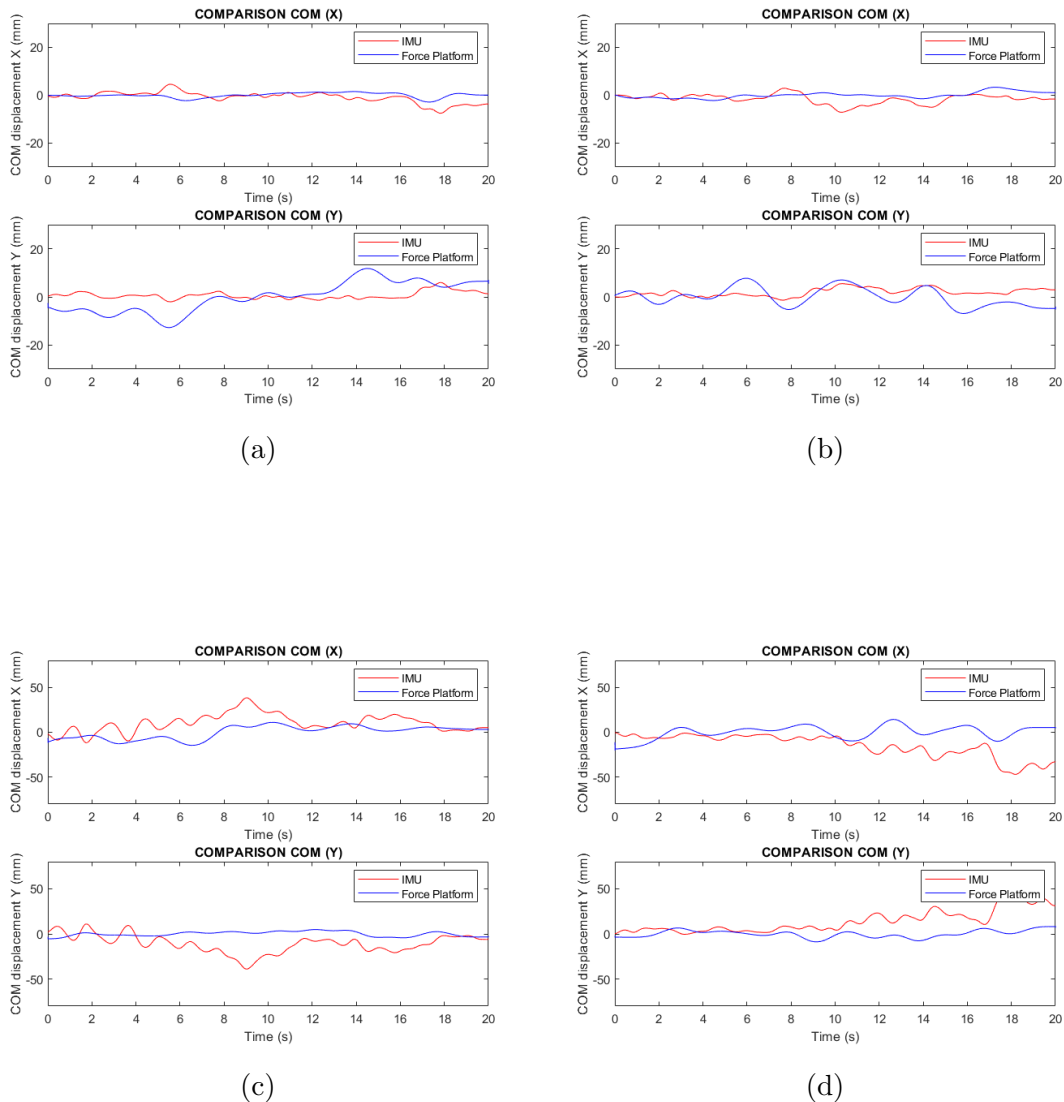 COMPARISON COM (X)
COM displacement X (mm)
20
0
-20
IMU
Force Platform
0 2 4 6 8 10 12 14 16 18 20
Time (s)
COMPARISON COM (Y)
COM displacement Y (mm)
20
0
-20
IMU
Force Platform
0 2 4 6 8 10 12 14 16 18 20
Time (s)
(a)
COMPARISON COM (X)
COM displacement X (mm)
20
0
-20
IMU
Force Platform
0 2 4 6 8 10 12 14 16 18 20
Time (s)
COMPARISON COM (Y)
COM displacement Y (mm)
20
0
-20
IMU
Force Platform
0 2 4 6 8 10 12 14 16 18 20
Time (s)
(b)
COMPARISON COM (X)
COM displacement X (mm)
50
0
-50
IMU
Force Platform
0 2 4 6 8 10 12 14 16 18 20
Time (s)
COMPARISON COM (Y)
COM displacement Y (mm)
50
0
-50
IMU
Force Platform
0 2 4 6 8 10 12 14 16 18 20
Time (s)
(c)
COMPARISON COM (X)
COM displacement X (mm)
50
0
-50
IMU
Force Platform
0 2 4 6 8 10 12 14 16 18 20
Time (s)
COMPARISON COM (Y)
COM displacement Y (mm)
50
0
-50
IMU
Force Platform
0 2 4 6 8 10 12 14 16 18 20
Time (s)
(d)